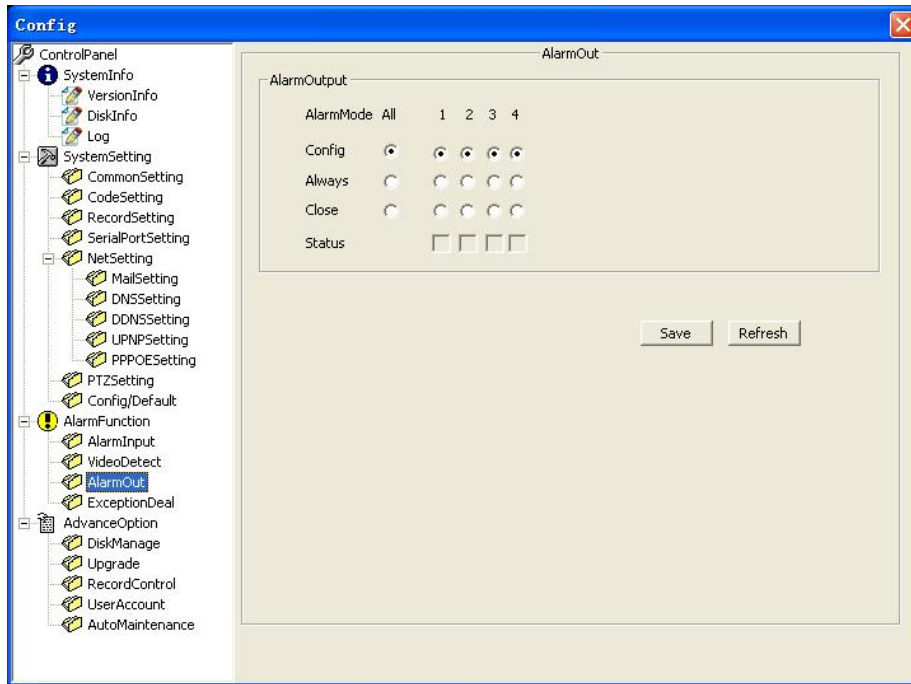 Config
ControlPanel
SystemInfo
VersionInfo
DiskInfo
Log
SystemSetting
CommonSetting
CodeSetting
RecordSetting
SerialPortSetting
NetSetting
MailSetting
DNSSetting
DDNSSetting
UPNPSetting
PPPOESetting
PTZSetting
Config/Default
AlarmFunction
AlarmInput
VideoDetect
AlarmOut
ExceptionDeal
AdvanceOption
DiskManage
Upgrade
RecordControl
UserAccount
AutoMaintenance
AlarmOut
AlarmOutput
AlarmMode All 1 2 3 4
Config
Always
Close
Status
Save Refresh